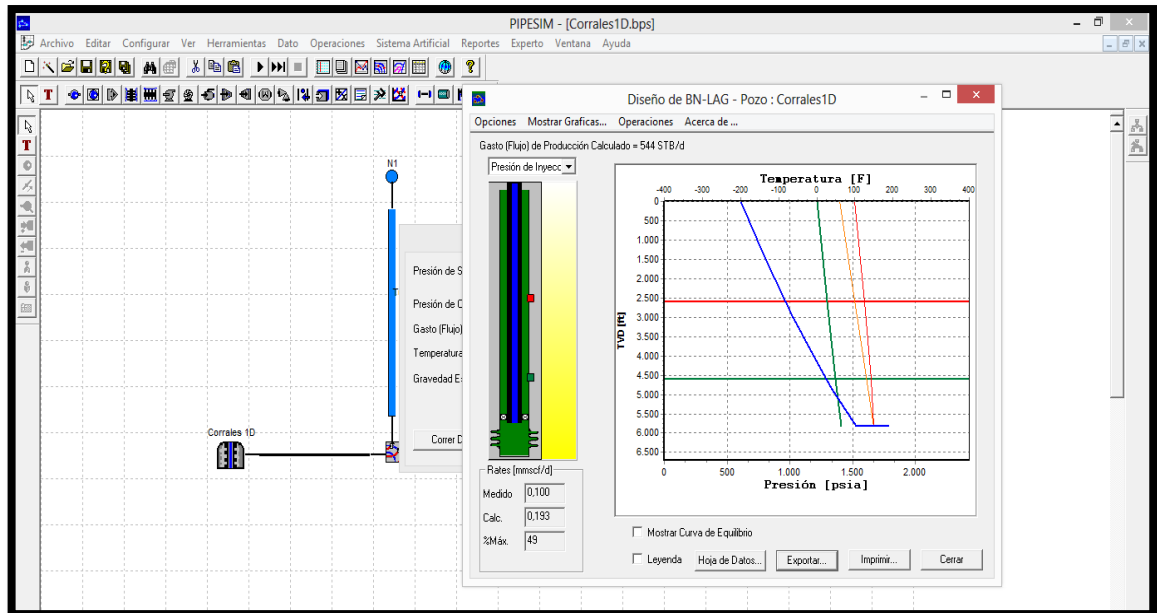 PIPESIM - [Corrales1D.bps]
Archivo Editar Configurar Ver Herramientas Dato Operaciones Sistema Artificial Reportes Experto Ventana Ayuda
N1
T
Corrales 1D
Presión de S
Presión de C
Gasto (Flujo)
Temperatura
Gravedad E
Correr D
Diseño de BN-LAG - Pozo : Corrales1D
Opciones Mostrar Graficas... Operaciones Acerca de ...
Gasto (Flujo) de Producción Calculado = 544 STB/d
Presión de Inyecc
Rates [mmscf/d]
Medido 0,100
Calc. 0,193
%Máx. 49
Temperatura [F]
-400 -300 -200 -100 0 100 200 300 400
TVD [ft]
0
500
1.000
1.500
2.000
2.500
3.000
3.500
4.000
4.500
5.000
5.500
6.000
6.500
0 500 1.000 1.500 2.000
Presión [psia]
Mostrar Curva de Equilibrio
Leyenda Hoja de Datos... Exportar... Imprimir... Cerrar